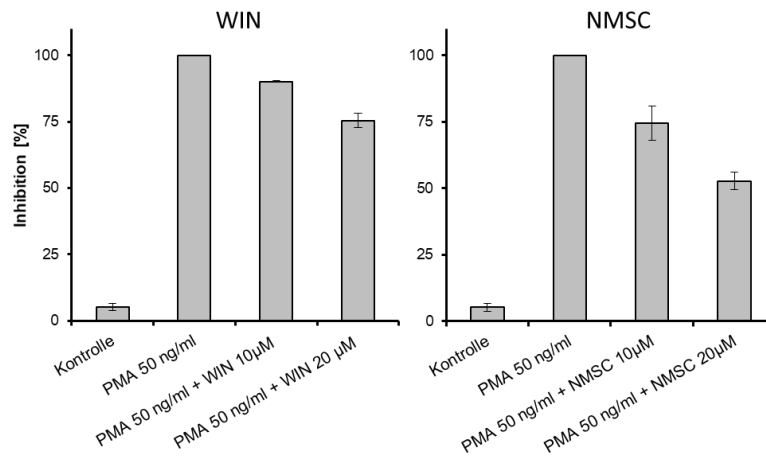 WIN
Inhibition [%]
100
75
50
25
0
Kontrolle
PMA 50 ng/ml
PMA 50 ng/ml + WIN 10µM
PMA 50 ng/ml + WIN 20 µM
NMSC
100
75
50
25
0
Kontrolle
PMA 50 ng/ml
PMA 50 ng/ml + NMSC 10µM
PMA 50 ng/ml + NMSC 20µM